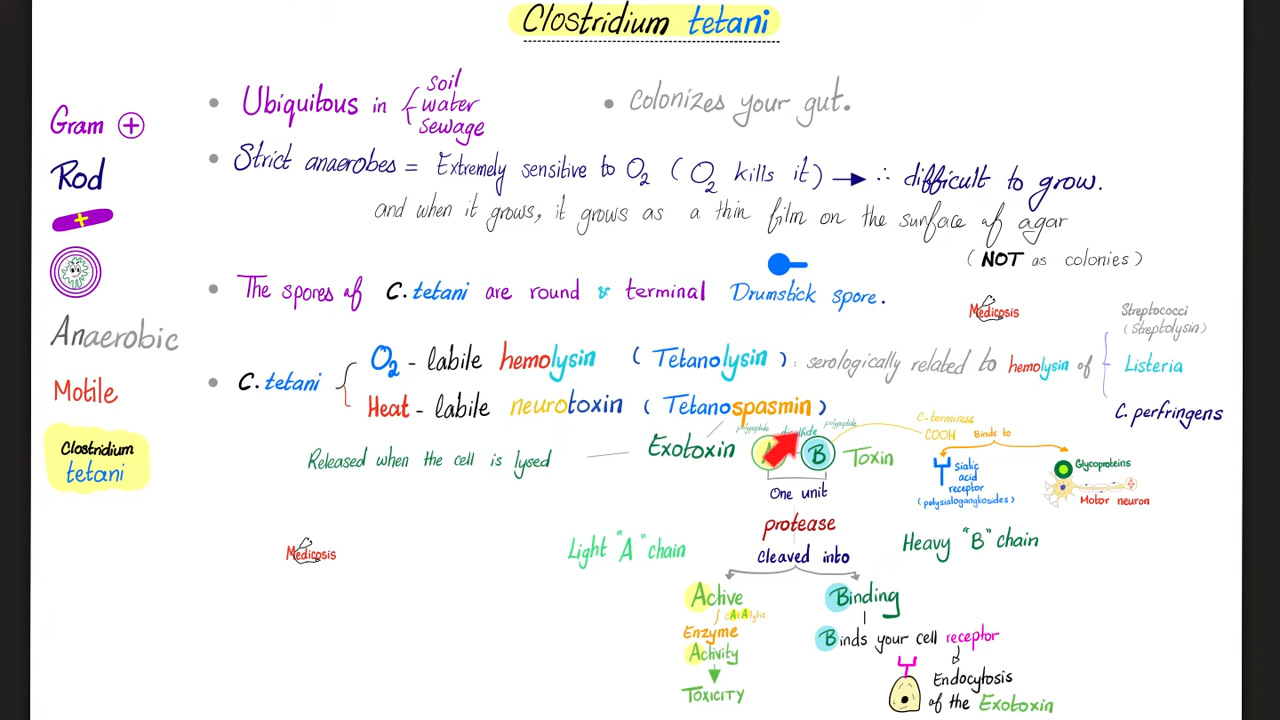 Clostridium tetani
Gram +
Rod
+
Anaerobic
Motile
Clostridium
tetani
• Ubiquitous in { soil
water
sewage
• colonizes your gut.
• Strict anaerobes = Extremely sensitive to O2 ( O2 kills it) → ∴ difficult to grow.
and when it grows, it grows as a thin film on the surface of agar
( NOT as colonies )
• The spores of C. tetani are round & terminal Drumstick spore.
Medicosis
• C. tetani { O2 - labile hemolysin ( Tetanolysin ) : serologically related to hemolysin of {
Streptococci
(Streptolysin)
Listeria
C. perfringens
Heat - labile neurotoxin ( Tetanospasmin )
Released when the cell is lysed — Exotoxin
polypeptide disulfide polypeptide
A B Toxin
C-terminus
COOH Binds to
sialic
acid
receptor
(polysialogangliosides)
Glycoproteins
Motor neuron
One unit
protease
Cleaved into
Light "A" chain
Heavy "B" chain
Medicosis
Active
CAtAlytic
Enzyme
Activity
TOXICITY
Binding
Binds your cell receptor
Endocytosis
of the Exotoxin